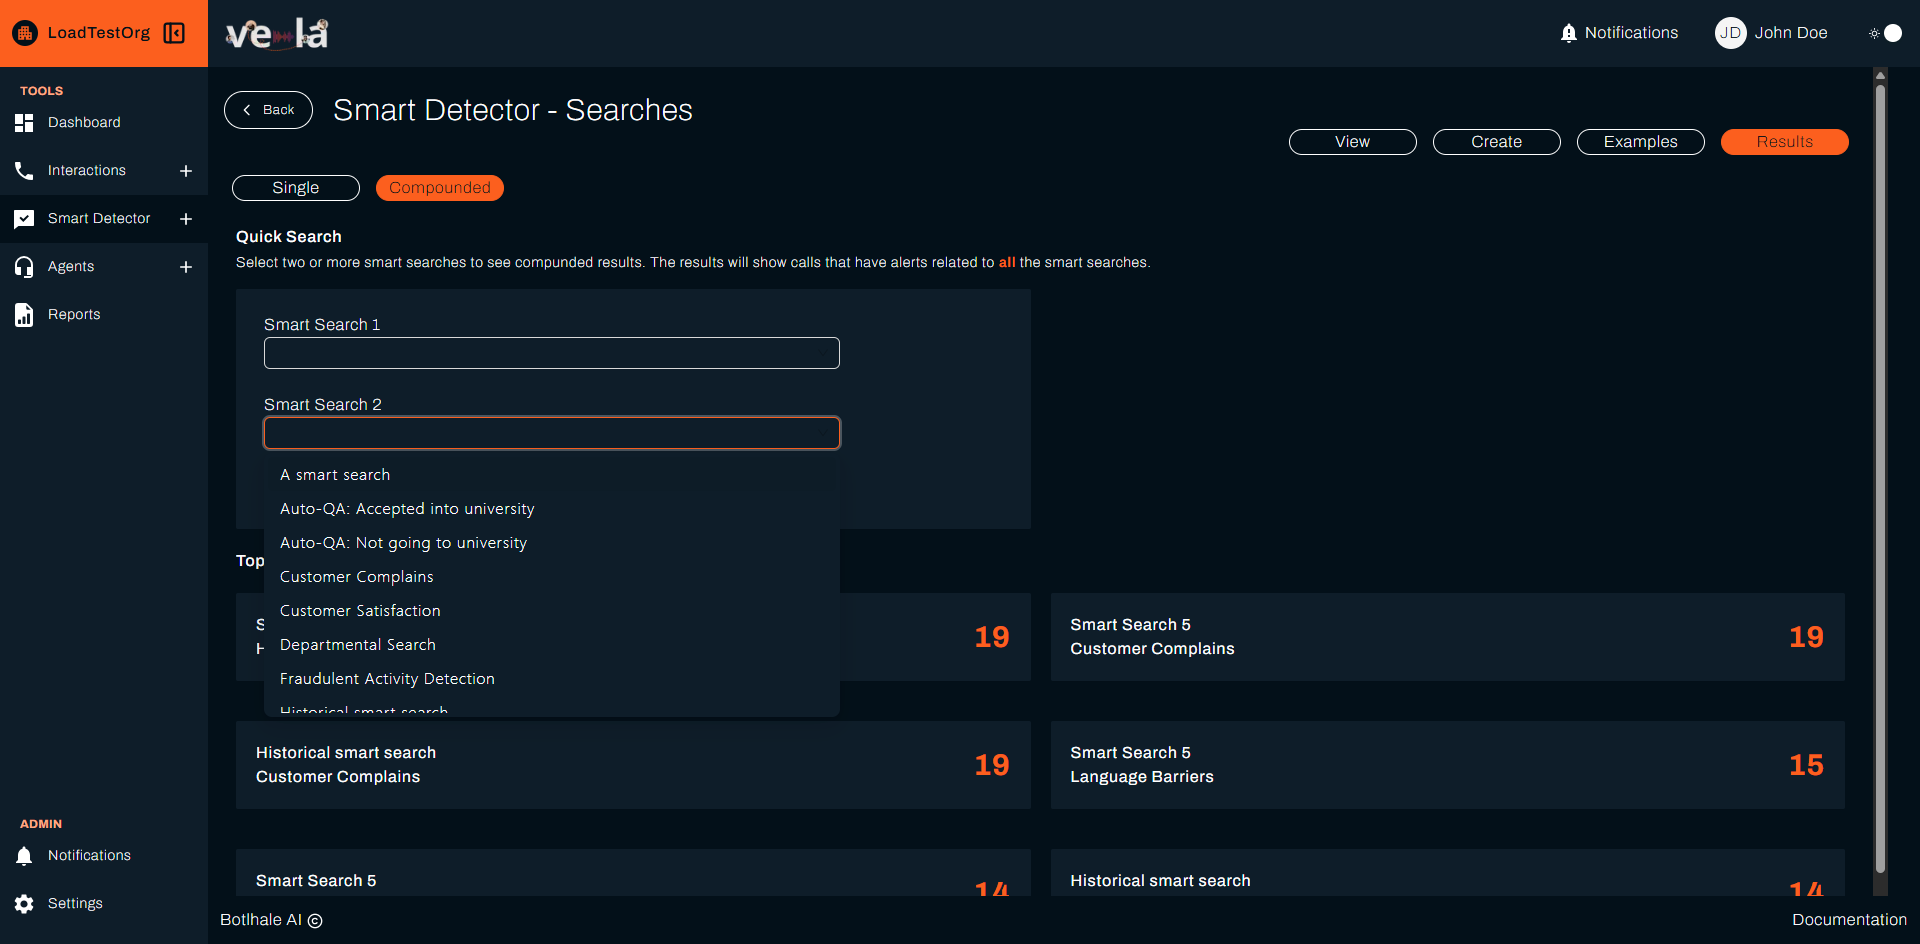 LoadTestOrg
vela
Notifications
JD
John Doe
TOOLS
Dashboard
Interactions
Smart Detector
Agents
Reports
ADMIN
Notifications
Settings
Back
Smart Detector - Searches
View
Create
Examples
Results
Single
Compounded
Quick Search
Select two or more smart searches to see compunded results. The results will show calls that have alerts related to all the smart searches.
Smart Search 1
Smart Search 2
A smart search
Auto-QA: Accepted into university
Auto-QA: Not going to university
Customer Complains
Customer Satisfaction
Departmental Search
Fraudulent Activity Detection
Historical smart search
Top
19
Smart Search 5
Customer Complains
19
Historical smart search
Customer Complains
19
Smart Search 5
Language Barriers
15
Smart Search 5
14
Historical smart search
14
Botlhale AI ©
Documentation